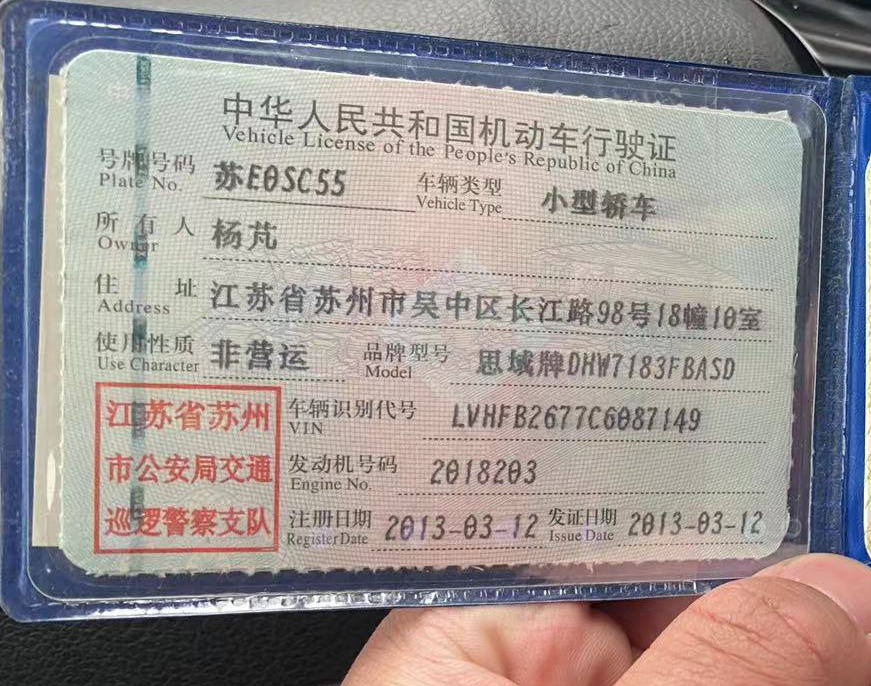 中华人民共和国机动车行驶证
Vehicle License of the People's Republic of China
号牌号码 苏E0SC55 车辆类型 小型轿车
Plate No. Vehicle Type
所有人 杨芃
Owner
住址 江苏省苏州市吴中区长江路98号18幢10室
Address
使用性质 非营运 品牌型号 思域牌DHW7183FBASD
Use Character Model
江苏省苏州 车辆识别代号 LVHFB2677C6087149
VIN
市公安局交通 发动机号码 2018203
Engine No.
巡逻警察支队 注册日期 2013-03-12 发证日期 2013-03-12
Register Date Issue Date